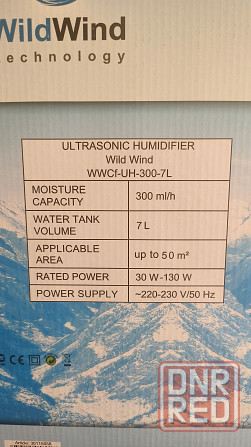 WildWind
technology
ULTRASONIC HUMIDIFIER
Wild Wind
WWCf-UH-300-7L
MOISTURE CAPACITY 300 ml/h
WATER TANK VOLUME 7 L
APPLICABLE AREA up to 50 m²
RATED POWER 30 W -130 W
POWER SUPPLY ~220-230 V/50 Hz
CE
DNR
RED